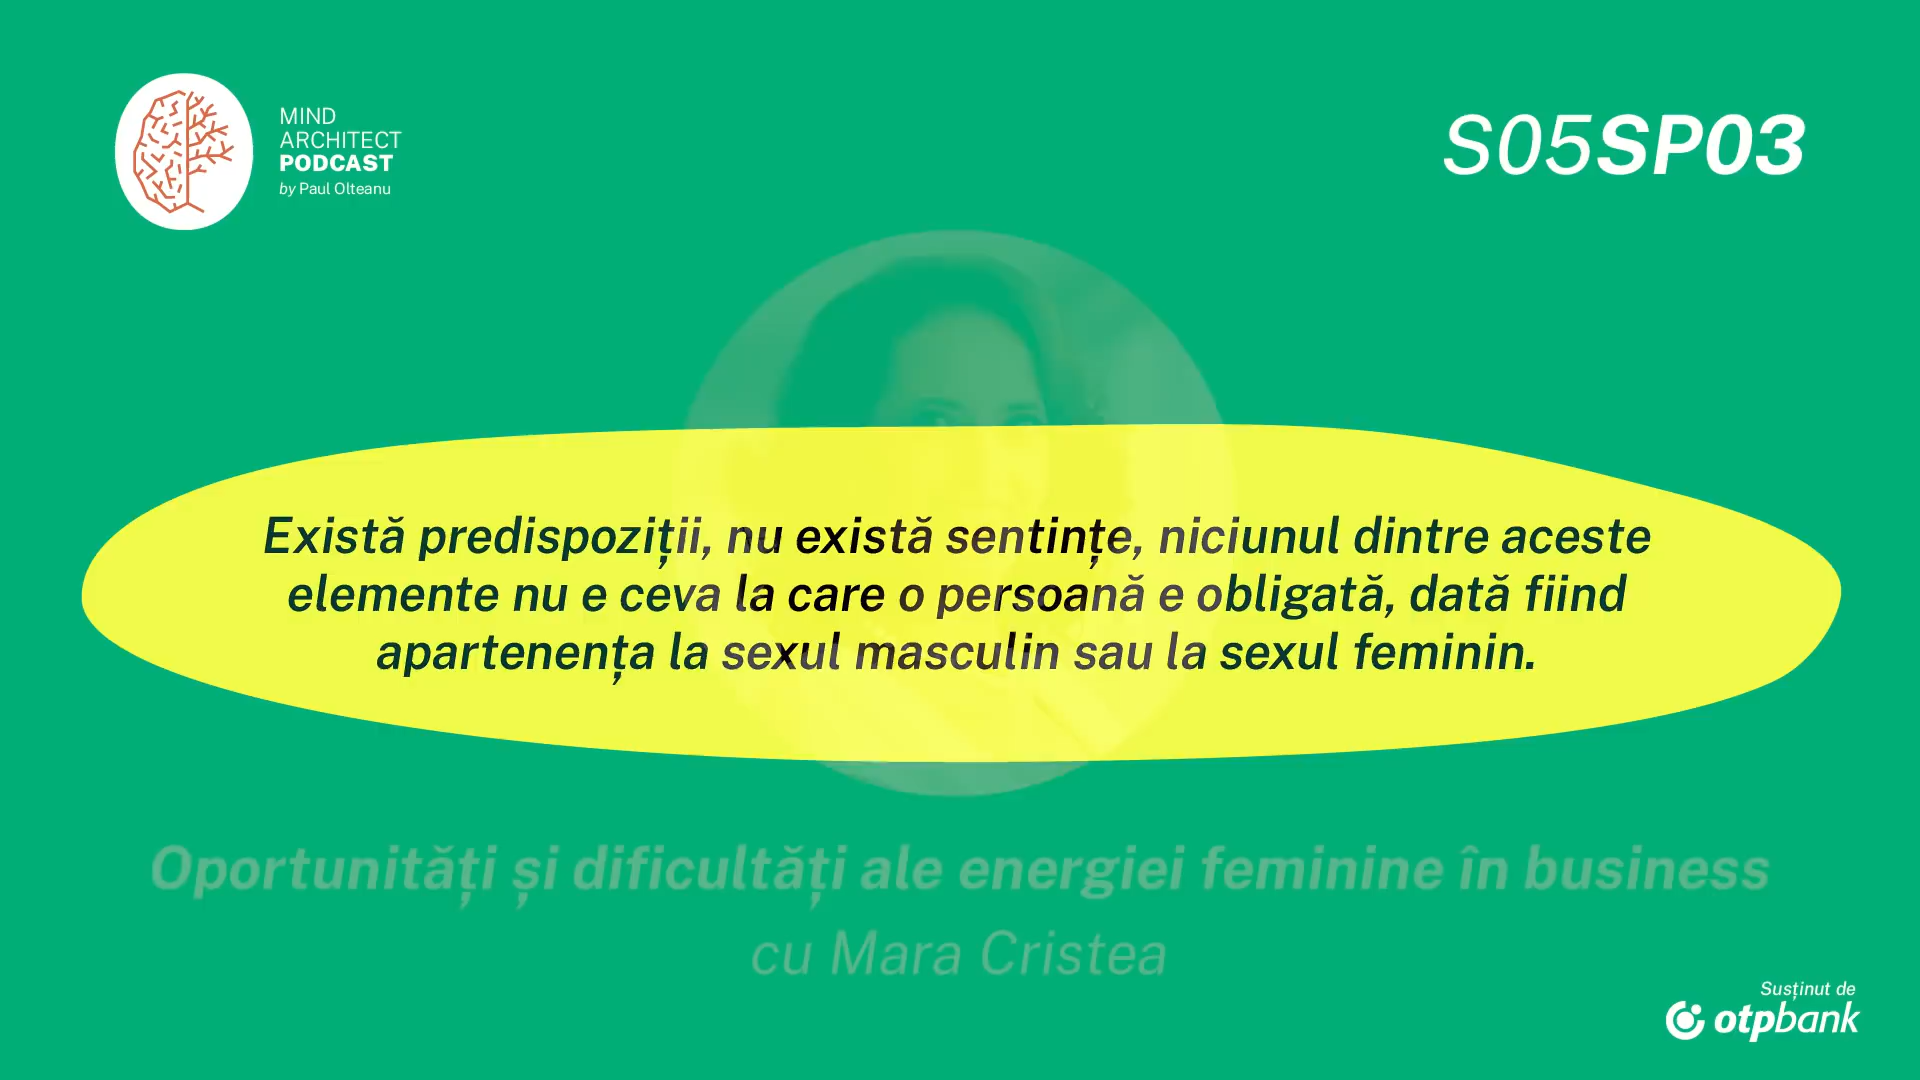 MIND
ARCHITECT
PODCAST
by Paul Olteanu
S05SP03
Există predispoziții, nu există sentințe, niciunul dintre aceste
elemente nu e ceva la care o persoană e obligată, dată fiind
apartenența la sexul masculin sau la sexul feminin.
Oportunități și dificultăți ale energiei feminine în business
cu Mara Cristea
Susținut de
otpbank